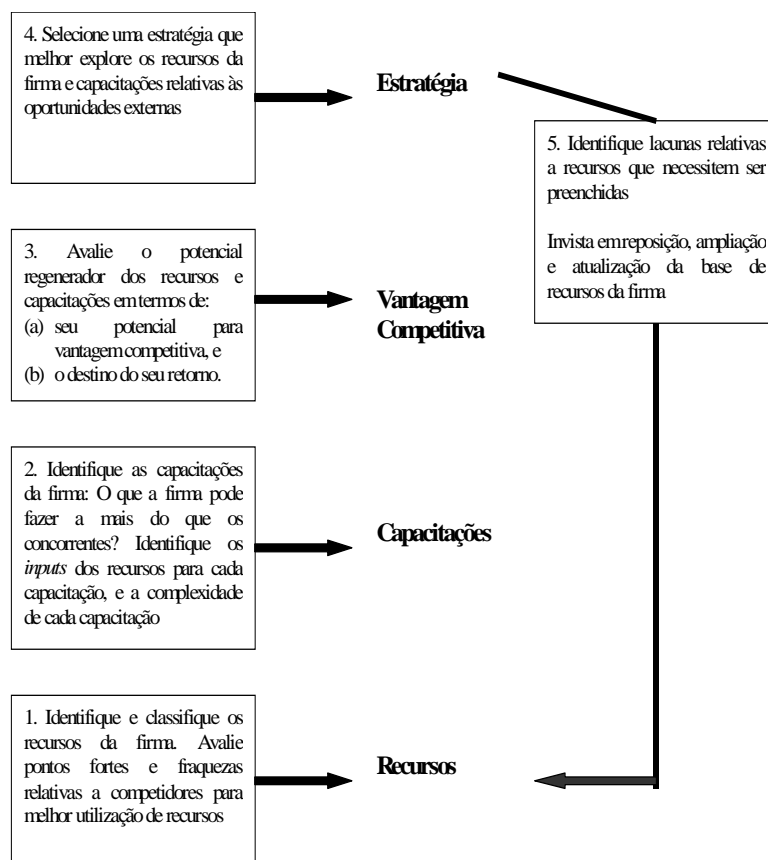 4. Selecione uma estratégia que
melhor explore os recursos da
firma e capacitações relativas às
oportunidades externas
Estratégia
5. Identifique lacunas relativas
a recursos que necessitem ser
preenchidas
Invista em reposição, ampliação
e atualização da base de
recursos da firma
3. Avalie o potencial
regenerador dos recursos e
capacitações em termos de:
(a) seu potencial para
vantagem competitiva, e
(b) o destino do seu retorno.
Vantagem
Competitiva
2. Identifique as capacitações
da firma: O que a firma pode
fazer a mais do que os
concorrentes? Identifique os
inputs dos recursos para cada
capacitação, e a complexidade
de cada capacitação
Capacitações
1. Identifique e classifique os
recursos da firma. Avalie
pontos fortes e fraquezas
relativas a competidores para
melhor utilização de recursos
Recursos